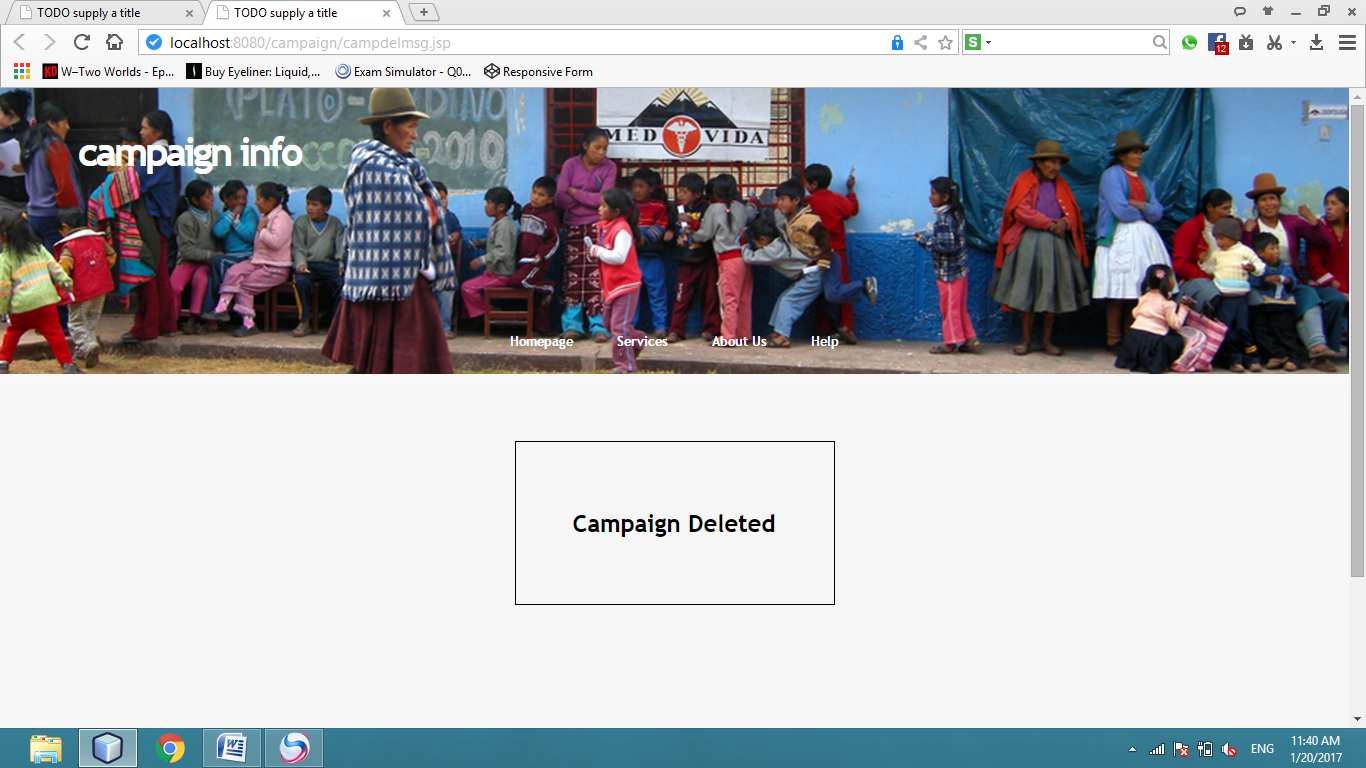 TODO supply a title
TODO supply a title
localhost:8080/campaign/campdelmsg.jsp
S
12
W–Two Worlds - Ep...
Buy Eyeliner: Liquid,...
Exam Simulator - Q0...
Responsive Form
campaign info
MED VIDA
2010
Homepage
Services
About Us
Help
Campaign Deleted
ENG
11:40 AM
1/20/2017